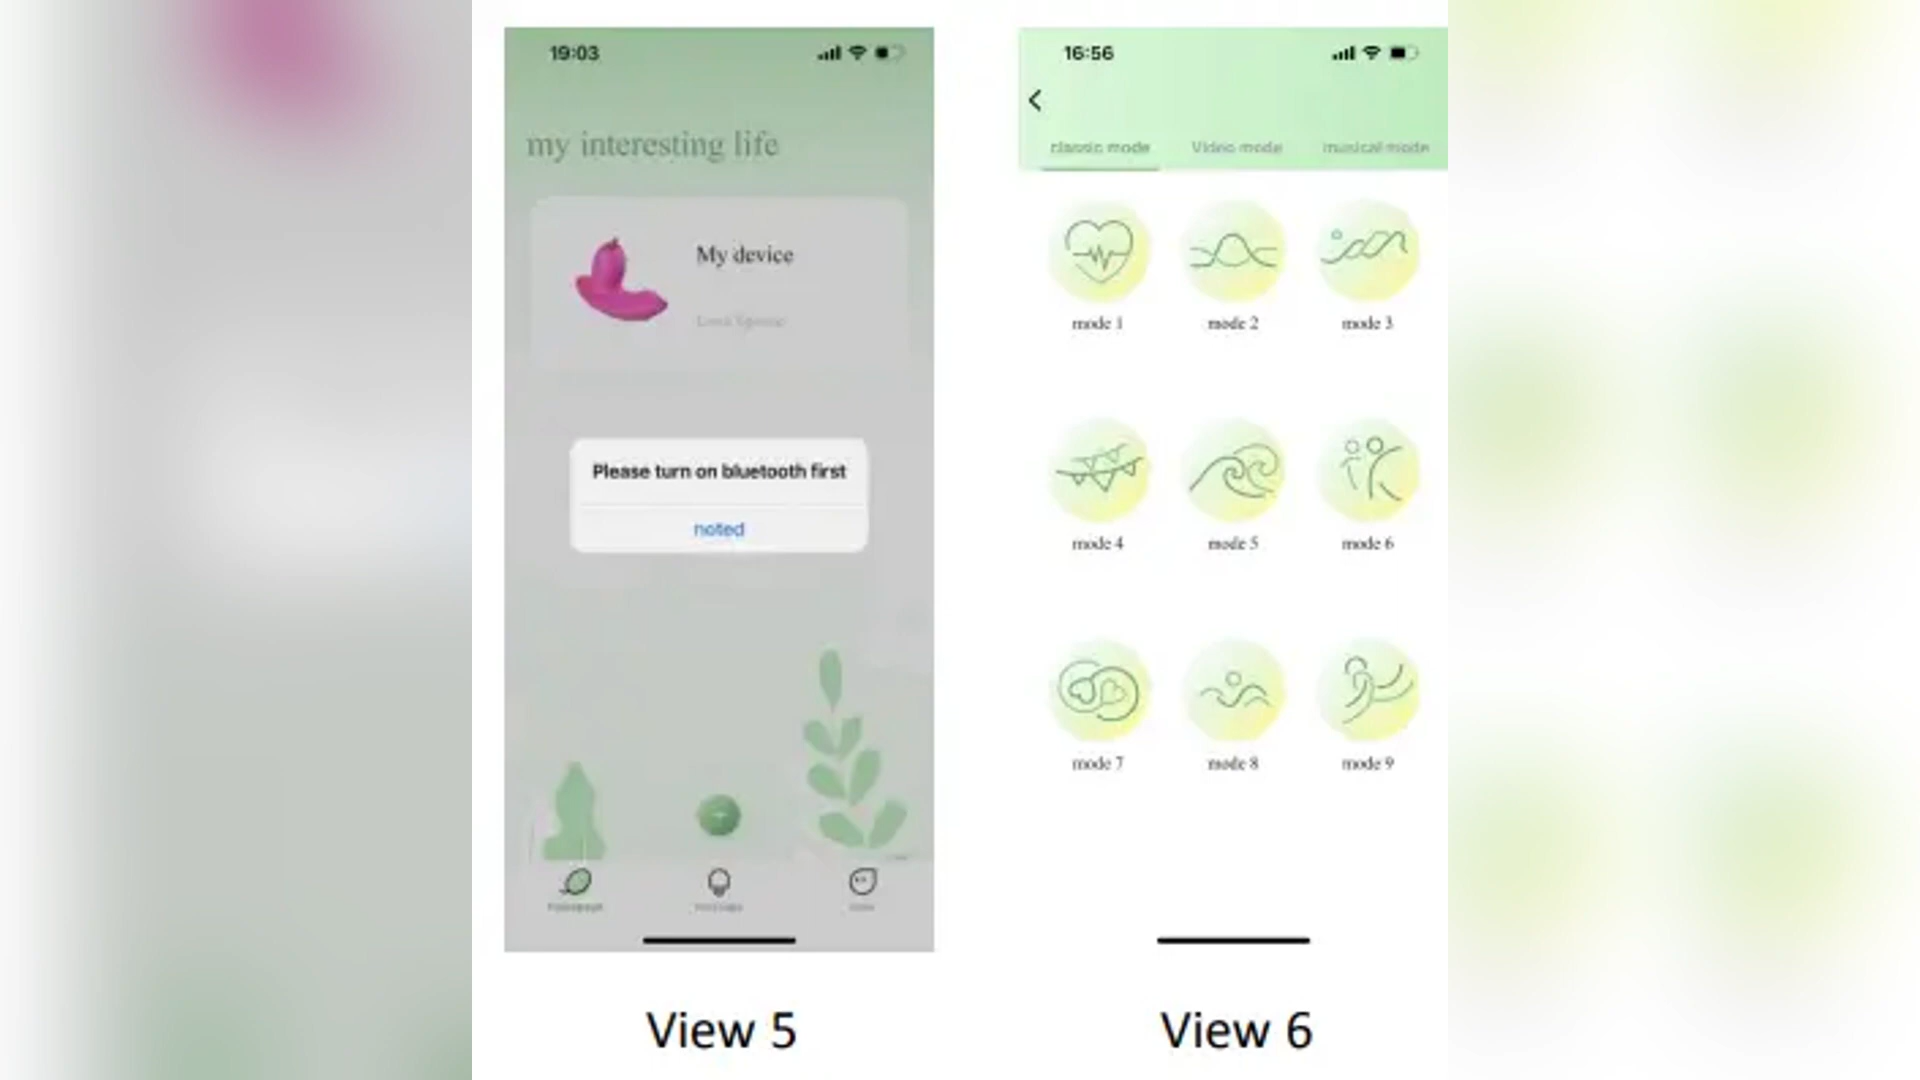 19:03
my interesting life
My device
Please turn on bluetooth first
noted
View 5
16:56
classic mode Video mode musical mode
mode 1 mode 2 mode 3
mode 4 mode 5 mode 6
mode 7 mode 8 mode 9
View 6